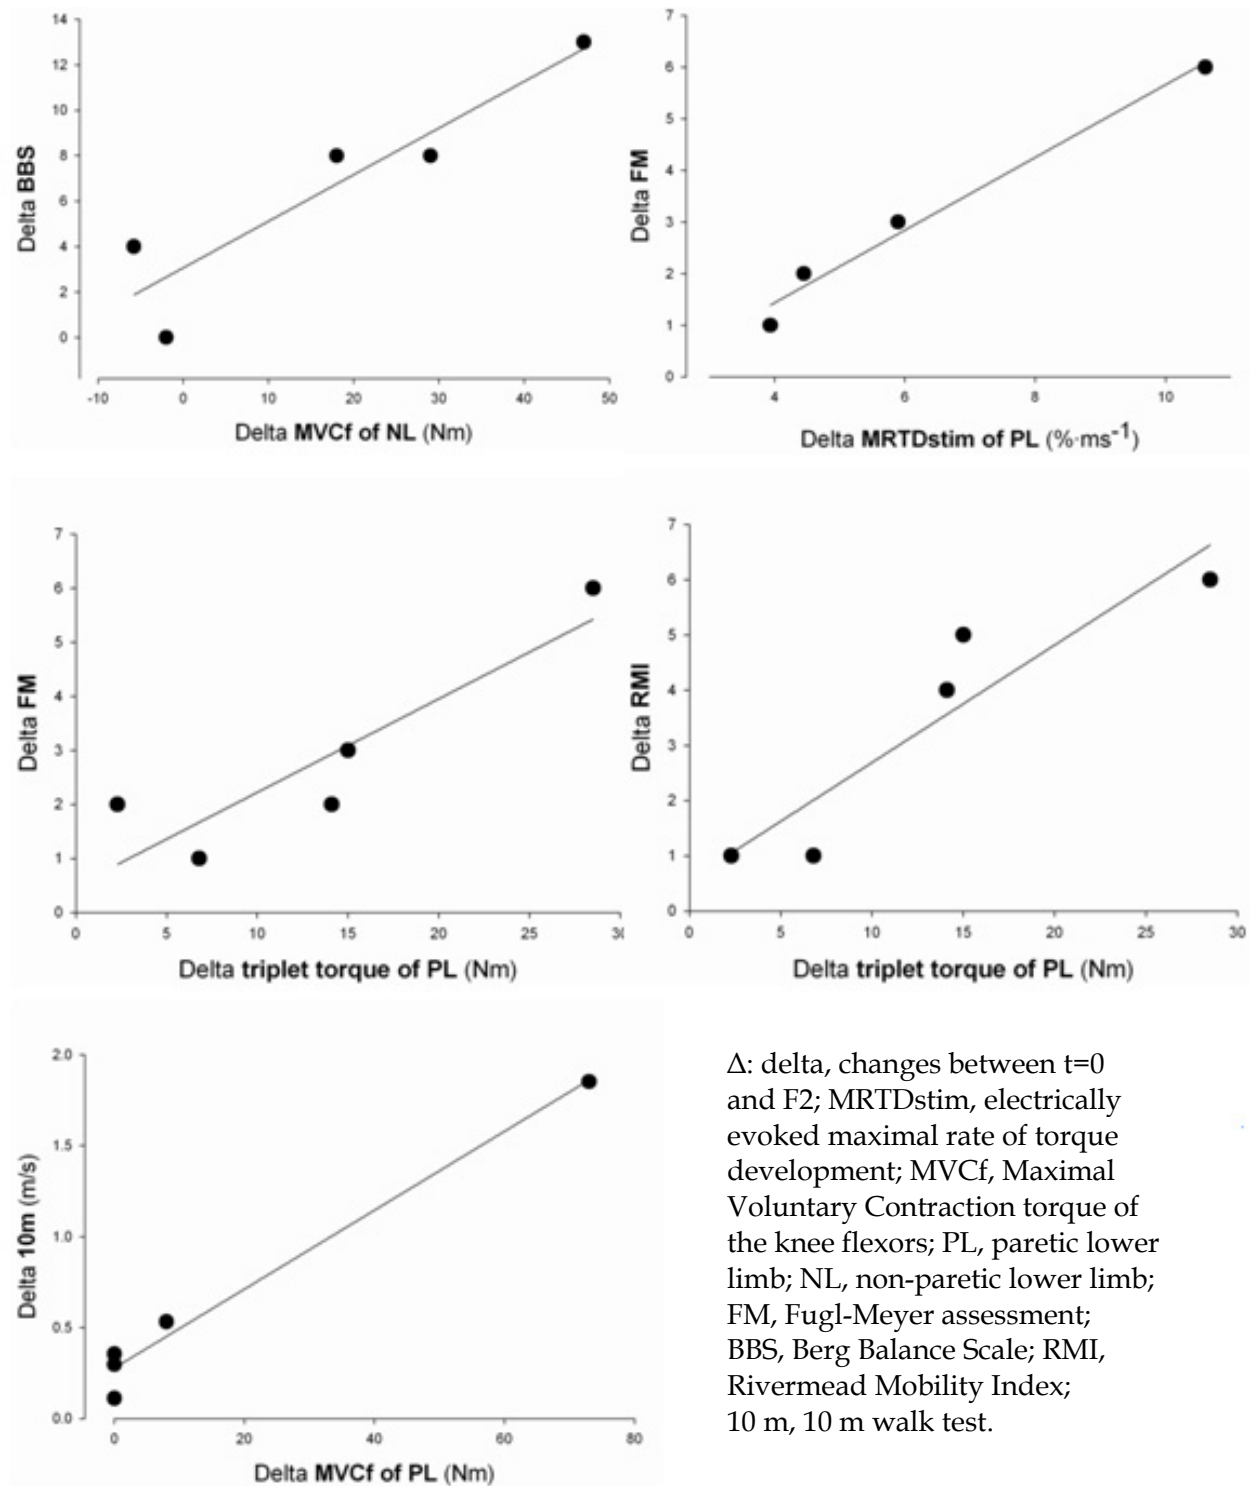 14
12
10
8
6
4
2
0
Delta BBS
-10 0 10 20 30 40 50
Delta MVCf of NL (Nm)
7
6
5
4
3
2
1
0
Delta FM
4 6 8 10
Delta MRTDstim of PL (%·ms⁻¹)
7
6
5
4
3
2
1
0
Delta FM
0 5 10 15 20 25 30
Delta triplet torque of PL (Nm)
7
6
5
4
3
2
1
0
Delta RMI
0 5 10 15 20 25 30
Delta triplet torque of PL (Nm)
2.0
1.5
1.0
0.5
0.0
Delta 10m (m/s)
0 20 40 60 80
Delta MVCf of PL (Nm)
Δ: delta, changes between t=0
and F2; MRTDstim, electrically
evoked maximal rate of torque
development; MVCf, Maximal
Voluntary Contraction torque of
the knee flexors; PL, paretic lower
limb; NL, non-paretic lower limb;
FM, Fugl-Meyer assessment;
BBS, Berg Balance Scale; RMI,
Rivermead Mobility Index;
10 m, 10 m walk test.